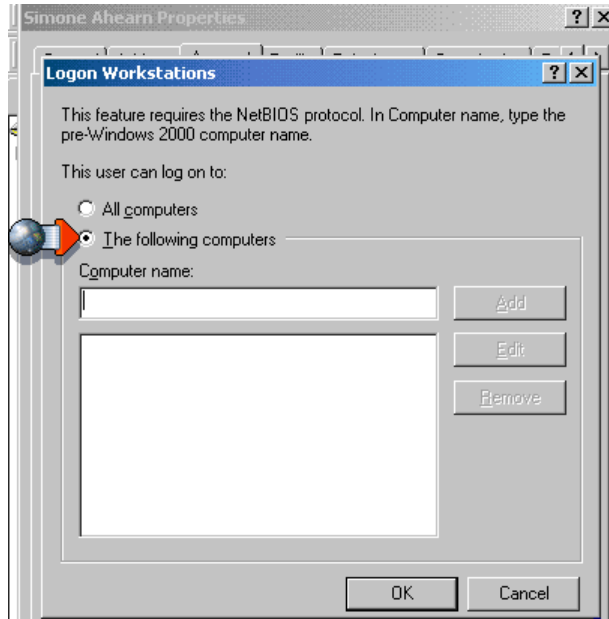 Simone Ahearn Properties
Logon Workstations
This feature requires the NetBIOS protocol. In Computer name, type the
pre-Windows 2000 computer name.
This user can log on to:
All computers
The following computers
Computer name:
Add
Edit
Remove
OK
Cancel